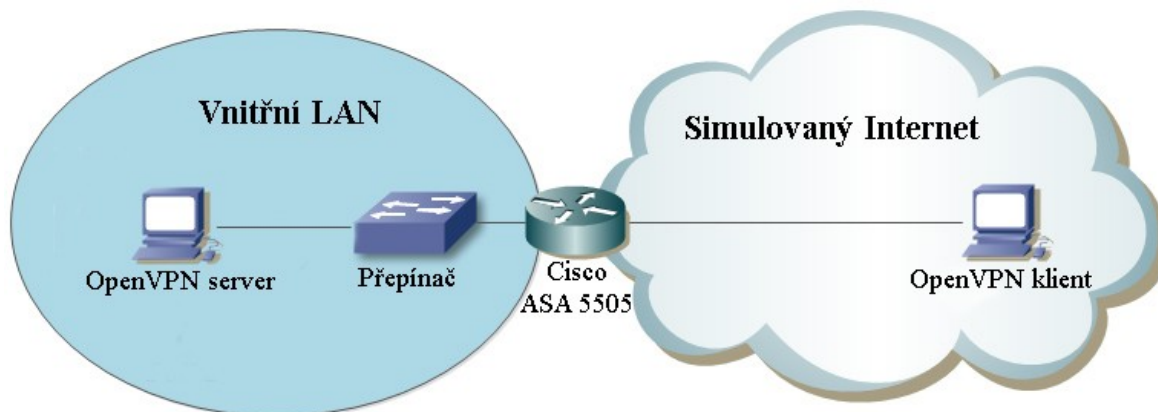 Vnitřní LAN
Simulovaný Internet
OpenVPN server
Přepínač
Cisco
ASA 5505
OpenVPN klient